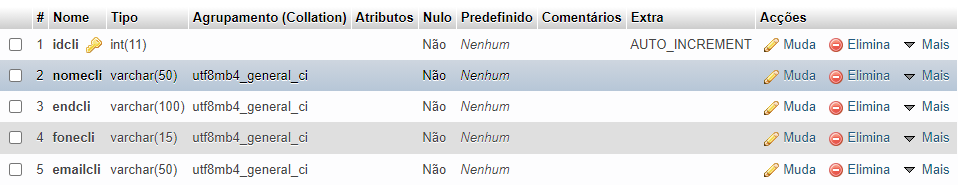 # Nome Tipo Agrupamento (Collation) Atributos Nulo Predefinido Comentários Extra Acções
1 idcli int(11) Não Nenhum AUTO_INCREMENT Muda Elimina Mais
2 nomecli varchar(50) utf8mb4_general_ci Não Nenhum Muda Elimina Mais
3 endcli varchar(100) utf8mb4_general_ci Não Nenhum Muda Elimina Mais
4 fonecli varchar(15) utf8mb4_general_ci Não Nenhum Muda Elimina Mais
5 emailcli varchar(50) utf8mb4_general_ci Não Nenhum Muda Elimina Mais